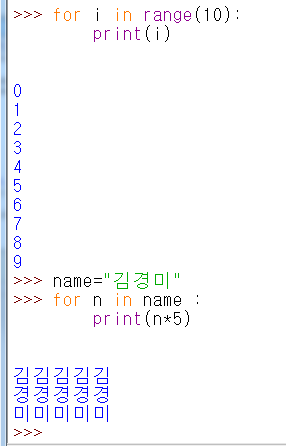 >>> for i in range(10):
        print(i)
0
1
2
3
4
5
6
7
8
9
>>> name="김경미"
>>> for n in name :
        print(n*5)
김김김김김
경경경경경
미미미미미
>>>